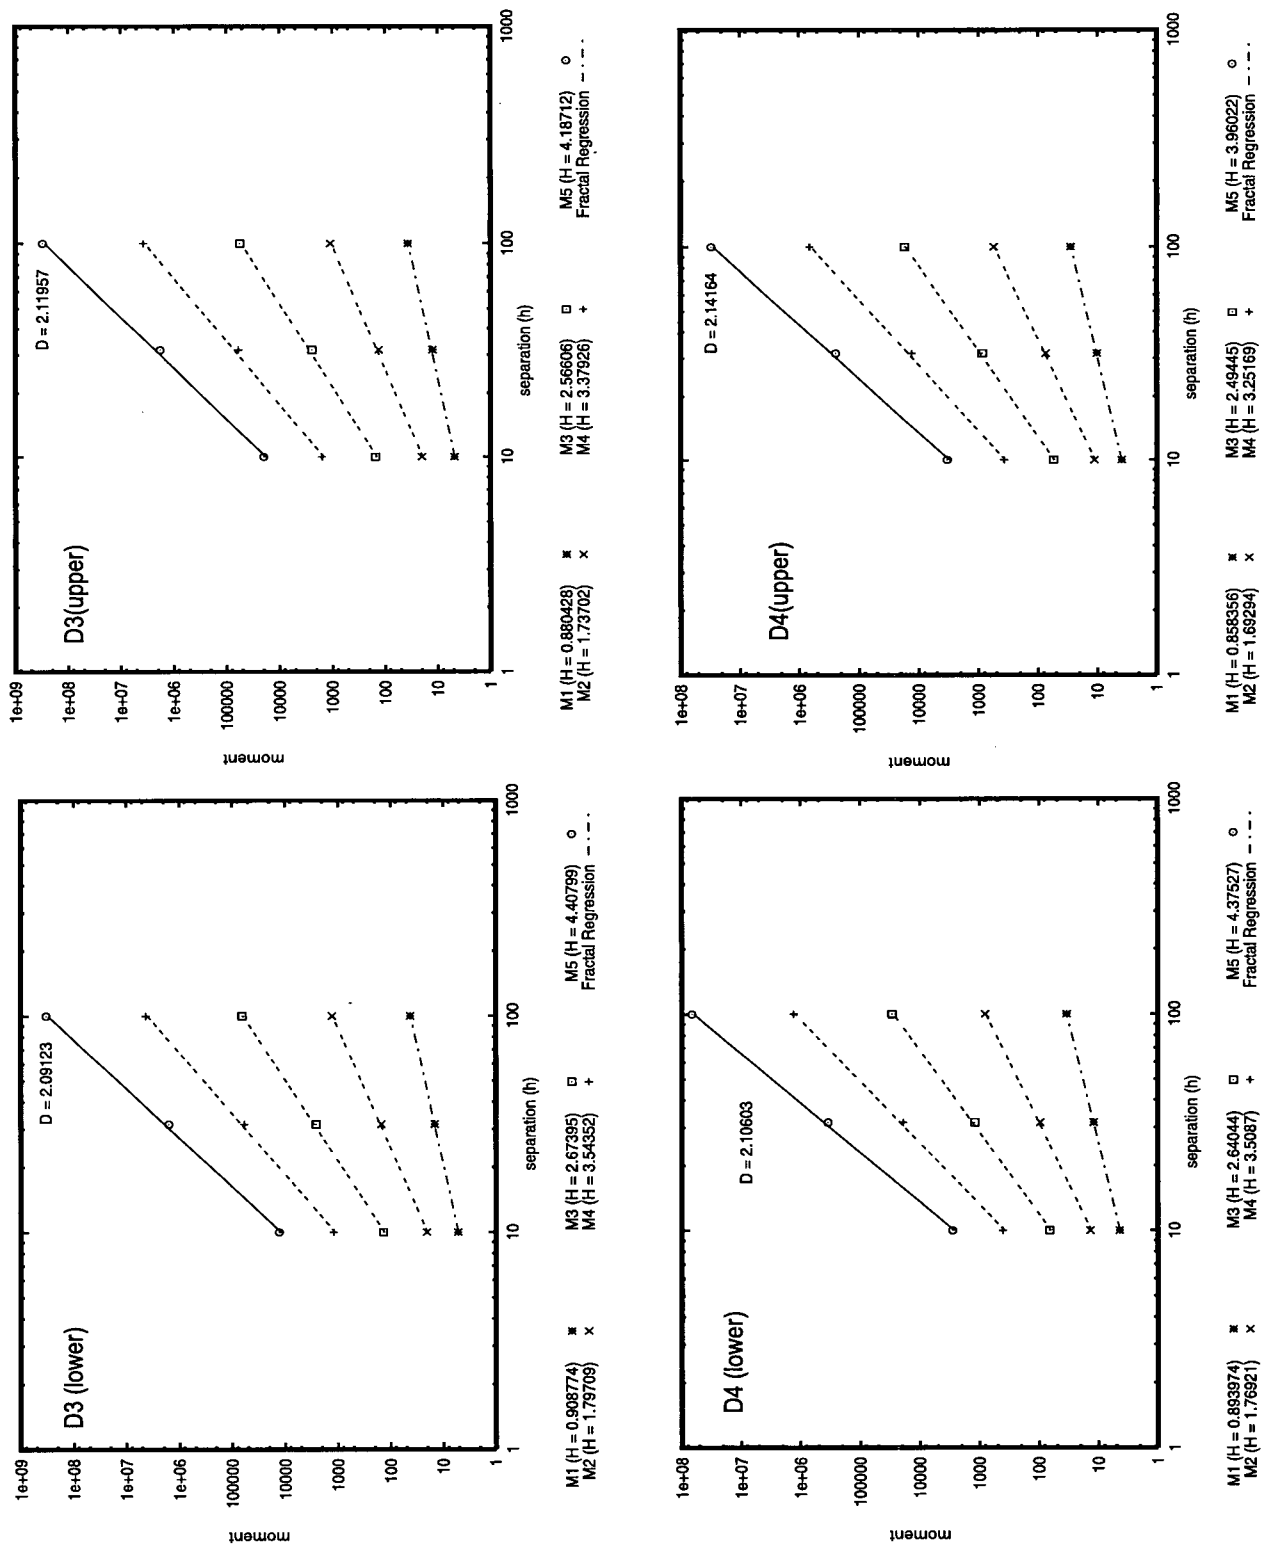 1e+09
1e+08
1e+07
1e+06
100000
10000
1000
100
10
1
moment
D3 (lower)
D = 2.09123
1 10 100 1000
separation (h)
M1 (H = 0.908774) M3 (H = 2.67395) M5 (H = 4.40799)
M2 (H = 1.79709) M4 (H = 3.54352) Fractal Regression
1e+09
1e+08
1e+07
1e+06
100000
10000
1000
100
10
1
moment
D3(upper)
D = 2.11957
1 10 100 1000
separation (h)
M1 (H = 0.880428) M3 (H = 2.56606) M5 (H = 4.18712)
M2 (H = 1.73702) M4 (H = 3.37926) Fractal Regression
1e+08
1e+07
1e+06
100000
10000
1000
100
10
1
moment
D4 (lower)
D = 2.10603
1 10 100 1000
separation (h)
M1 (H = 0.893974) M3 (H = 2.64044) M5 (H = 4.37527)
M2 (H = 1.76921) M4 (H = 3.5087) Fractal Regression
1e+08
1e+07
1e+06
100000
10000
1000
100
10
1
moment
D4(upper)
D = 2.14164
1 10 100 1000
separation (h)
M1 (H = 0.858356) M3 (H = 2.49445) M5 (H = 3.96022)
M2 (H = 1.69294) M4 (H = 3.25169) Fractal Regression